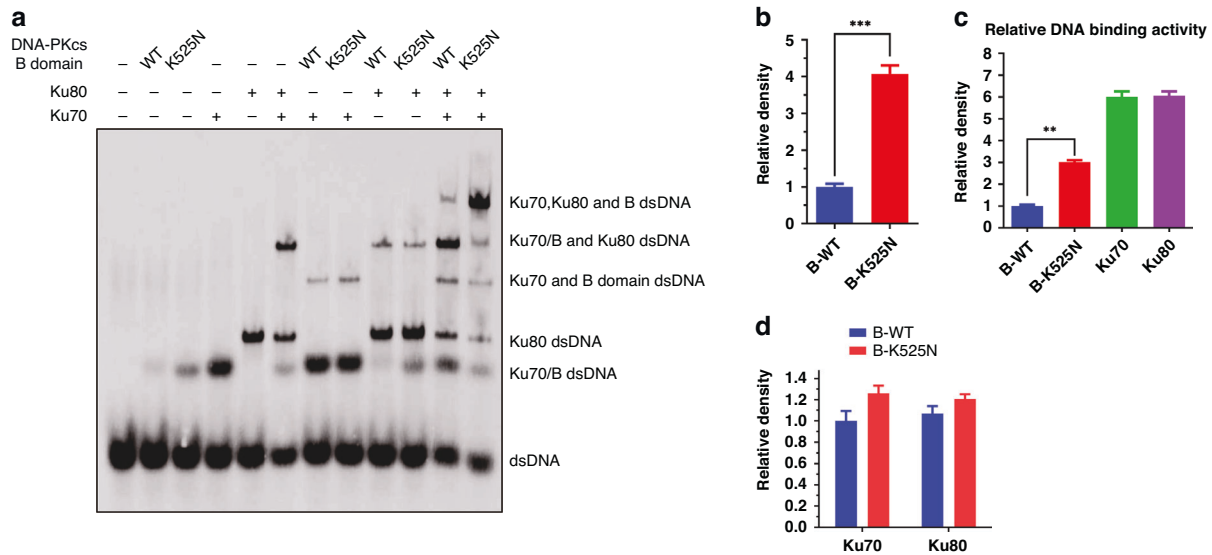 a
DNA-PKcs
B domain
– WT K525N – – – WT K525N WT K525N WT K525N
Ku80 – – – – + + – – + + + +
Ku70 – – – + – + + + – + + +
Ku70,Ku80 and B dsDNA
Ku70/B and Ku80 dsDNA
Ku70 and B domain dsDNA
Ku80 dsDNA
Ku70/B dsDNA
dsDNA
b
Relative density
5
4
3
2
1
0
***
B-WT
B-K525N
c
Relative DNA binding activity
Relative density
8
6
5
3
2
0
**
B-WT
B-K525N
Ku70
Ku80
d
B-WT
B-K525N
Relative density
1.4
1.2
1.0
0.8
0.6
0.4
0.2
0.0
Ku70
Ku80